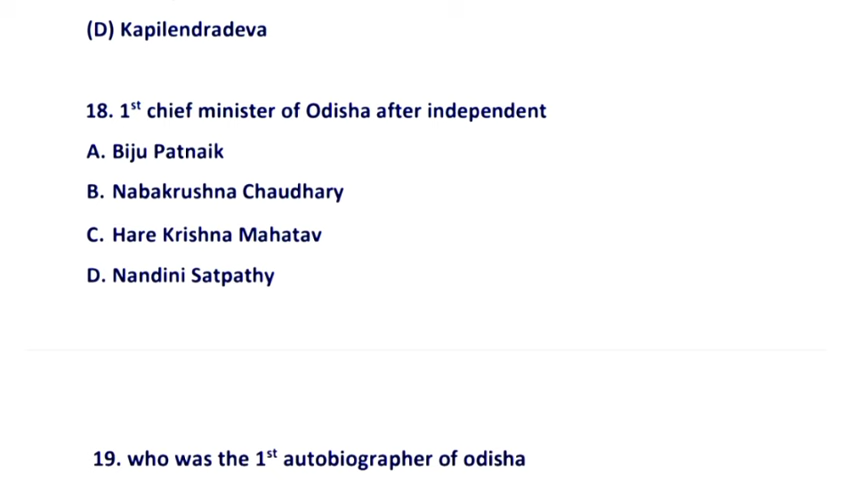 (D) Kapilendradeva
18. 1st chief minister of Odisha after independent
A. Biju Patnaik
B. Nabakrushna Chaudhary
C. Hare Krishna Mahatav
D. Nandini Satpathy
19. who was the 1st autobiographer of odisha